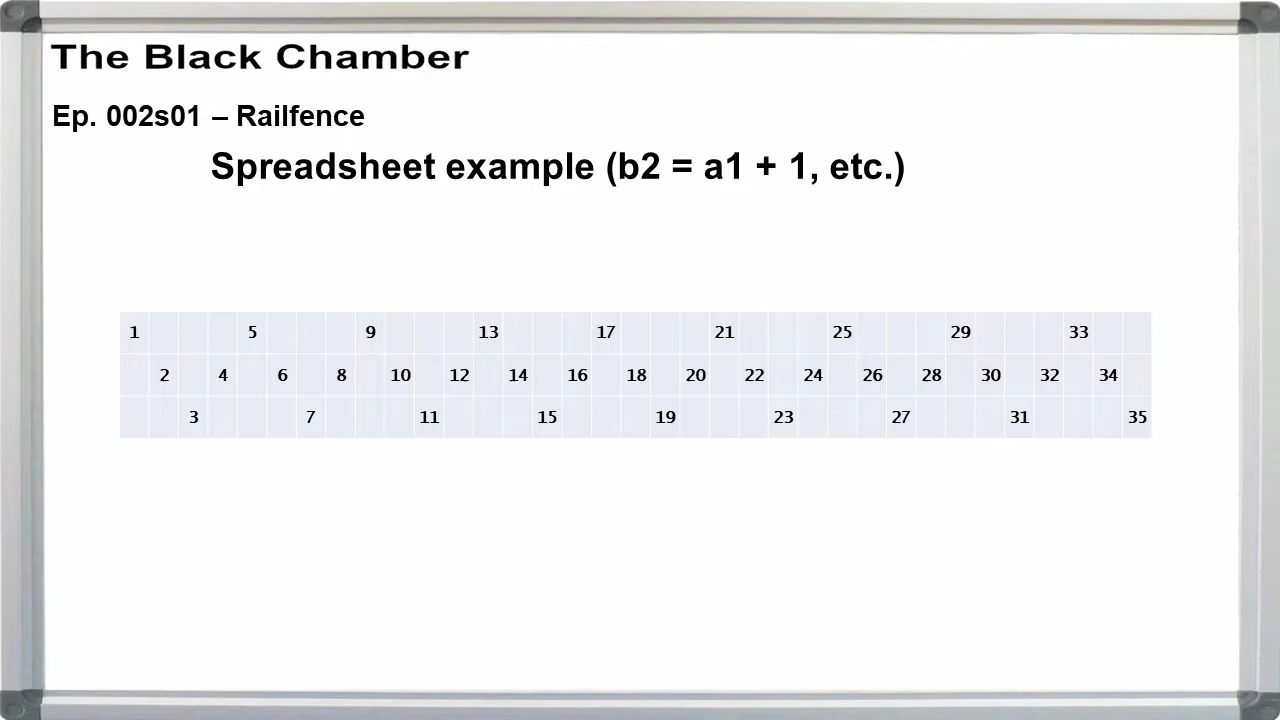 The Black Chamber
Ep. 002s01 – Railfence
Spreadsheet example (b2 = a1 + 1, etc.)
1 5 9 13 17 21 25 29 33
2 4 6 8 10 12 14 16 18 20 22 24 26 28 30 32 34
3 7 11 15 19 23 27 31 35